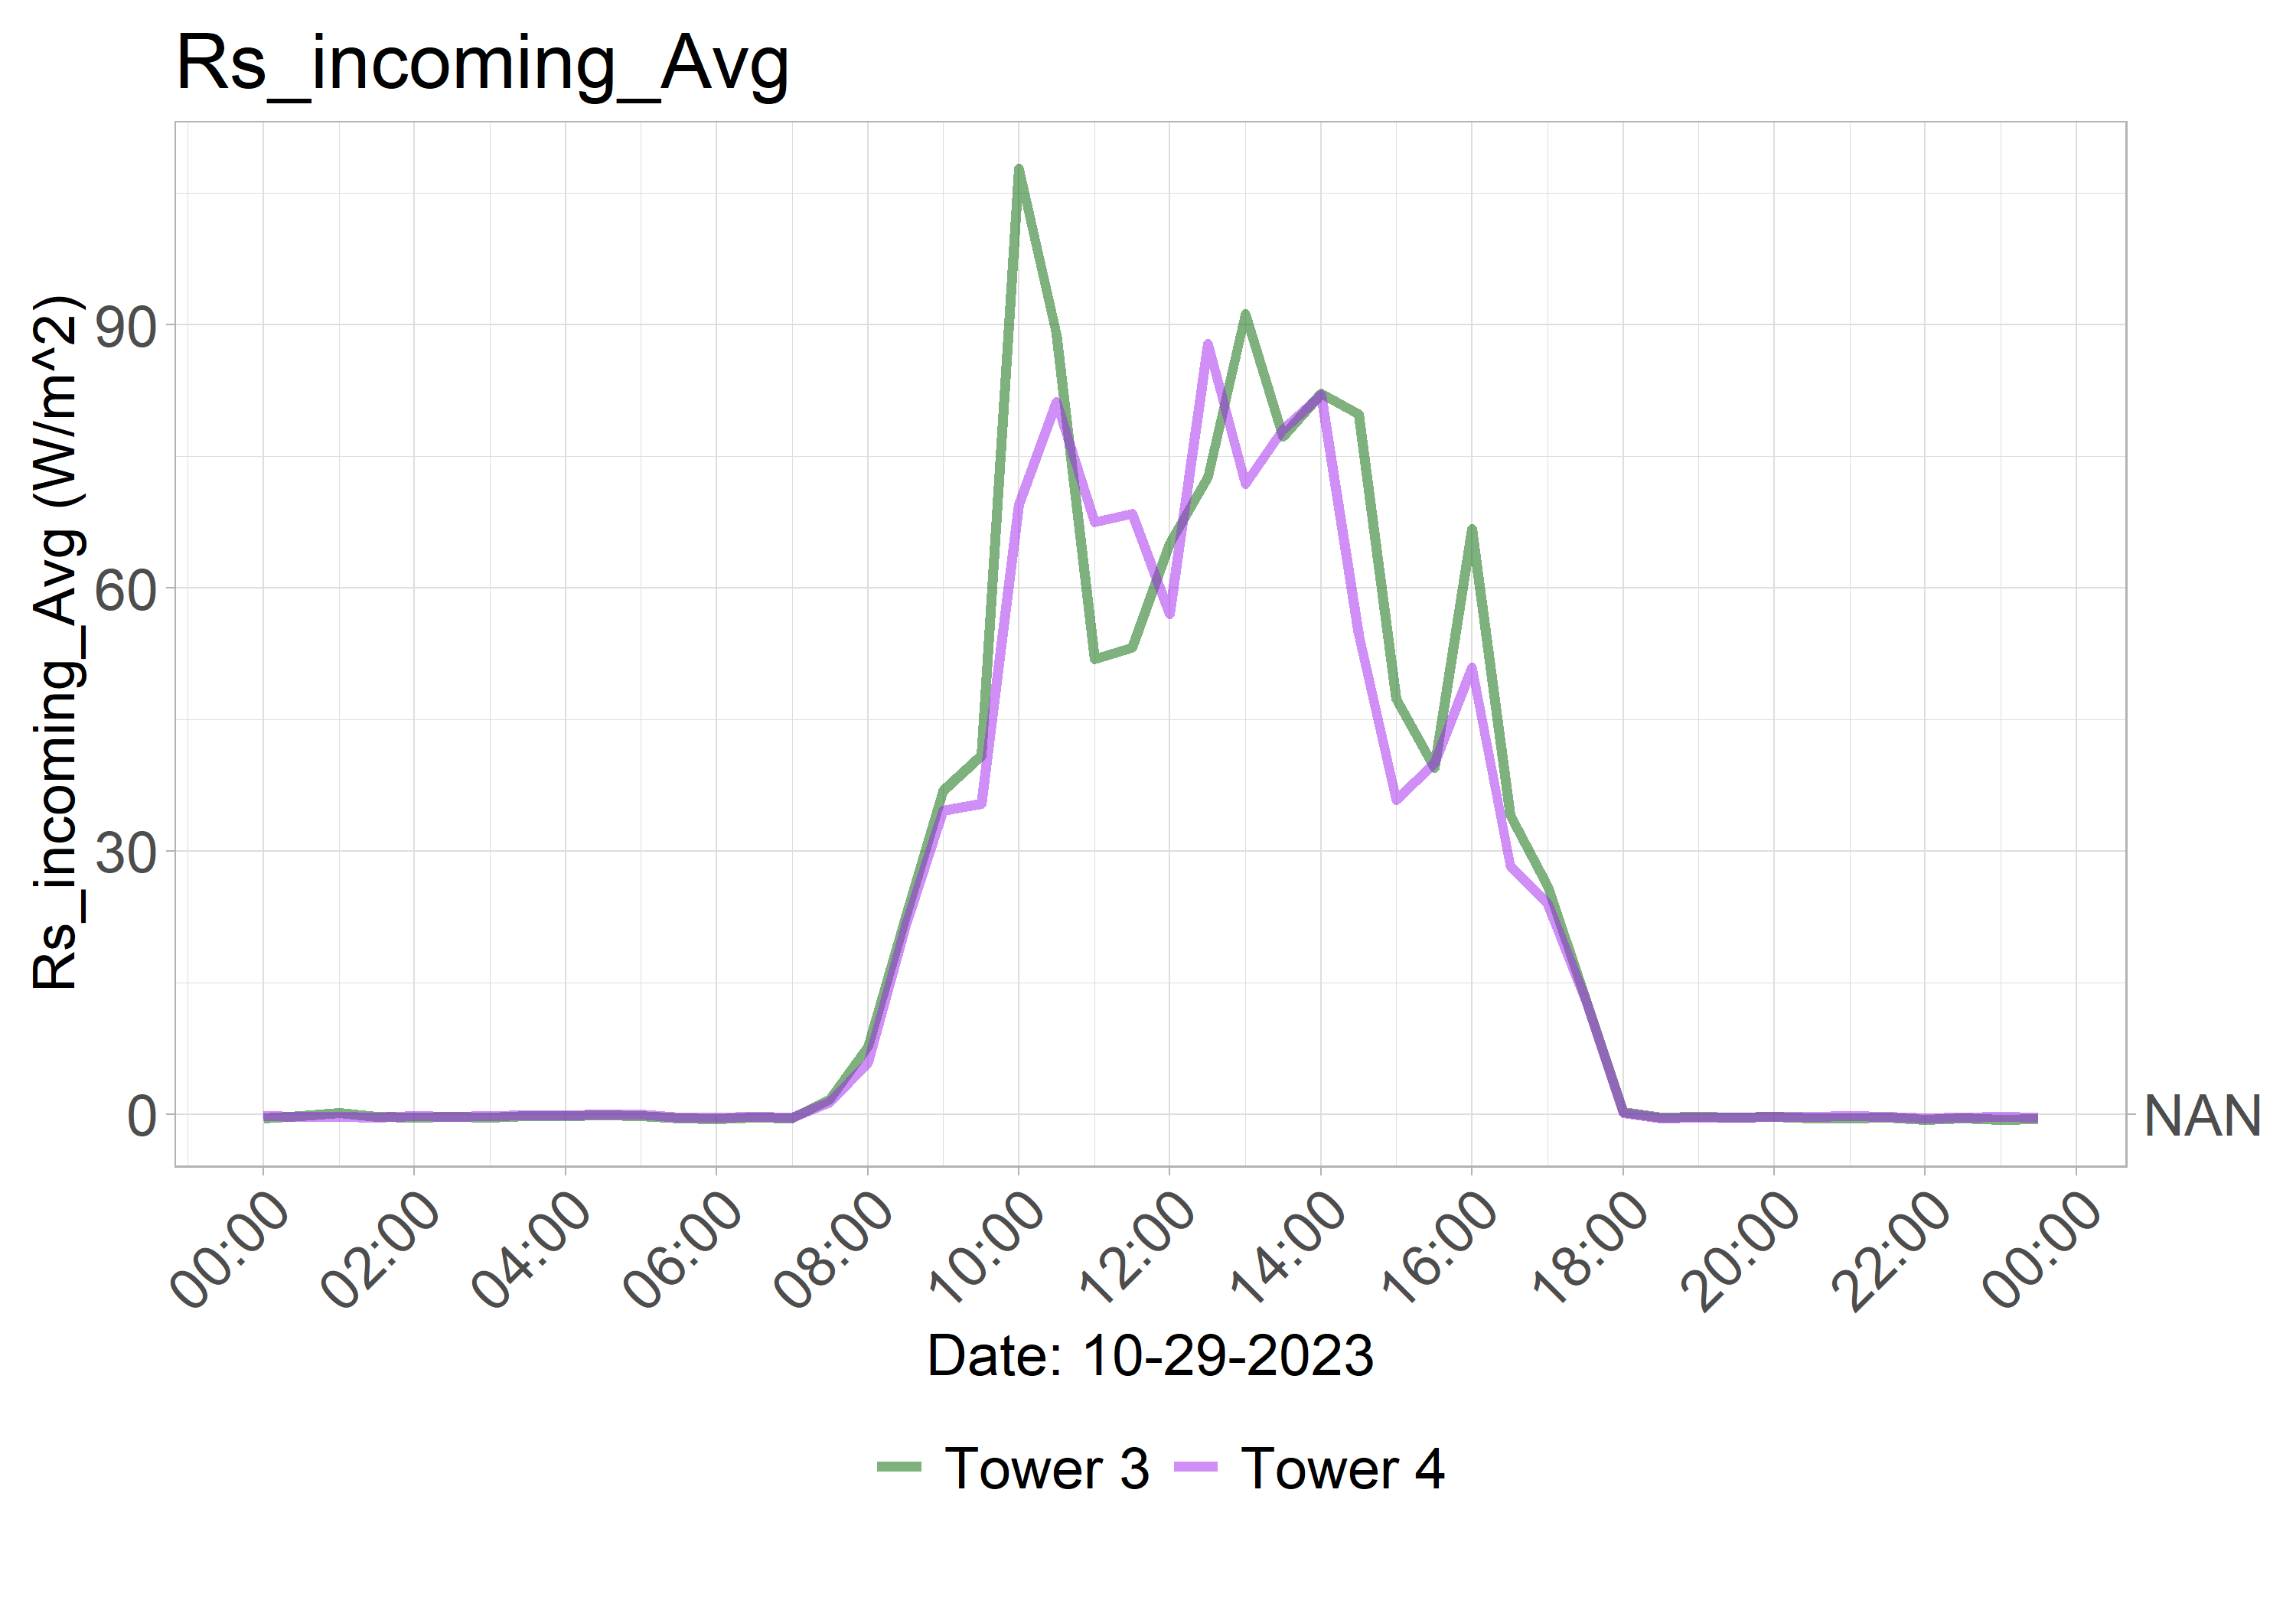 Rs_incoming_Avg
Rs_incoming_Avg (W/m^2)
90
60
30
0
NAN
00:00 02:00 04:00 06:00 08:00 10:00 12:00 14:00 16:00 18:00 20:00 22:00 00:00
Date: 10-29-2023
Tower 3 Tower 4